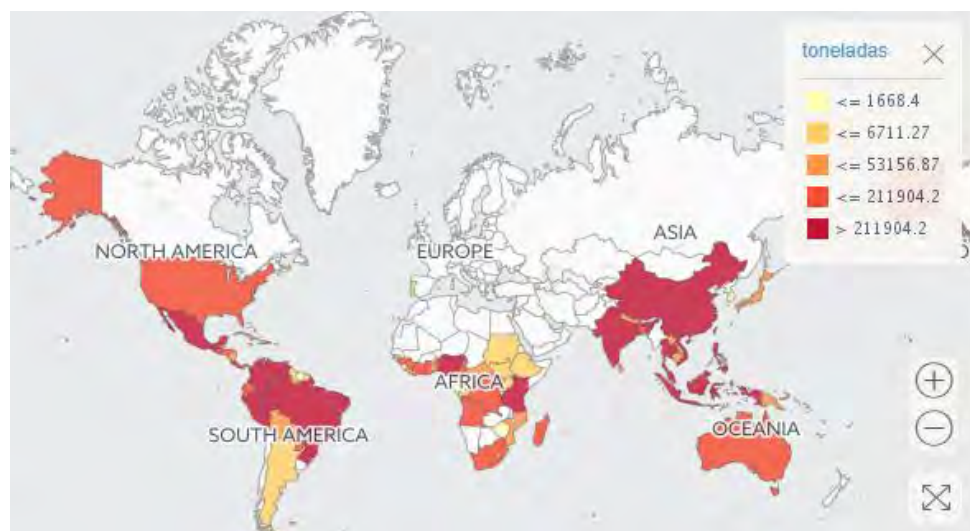 toneladas
<= 1668.4
<= 6711.27
<= 53156.87
<= 211904.2
> 211904.2
NORTH AMERICA
EUROPE
ASIA
AFRICA
SOUTH AMERICA
OCEANIA